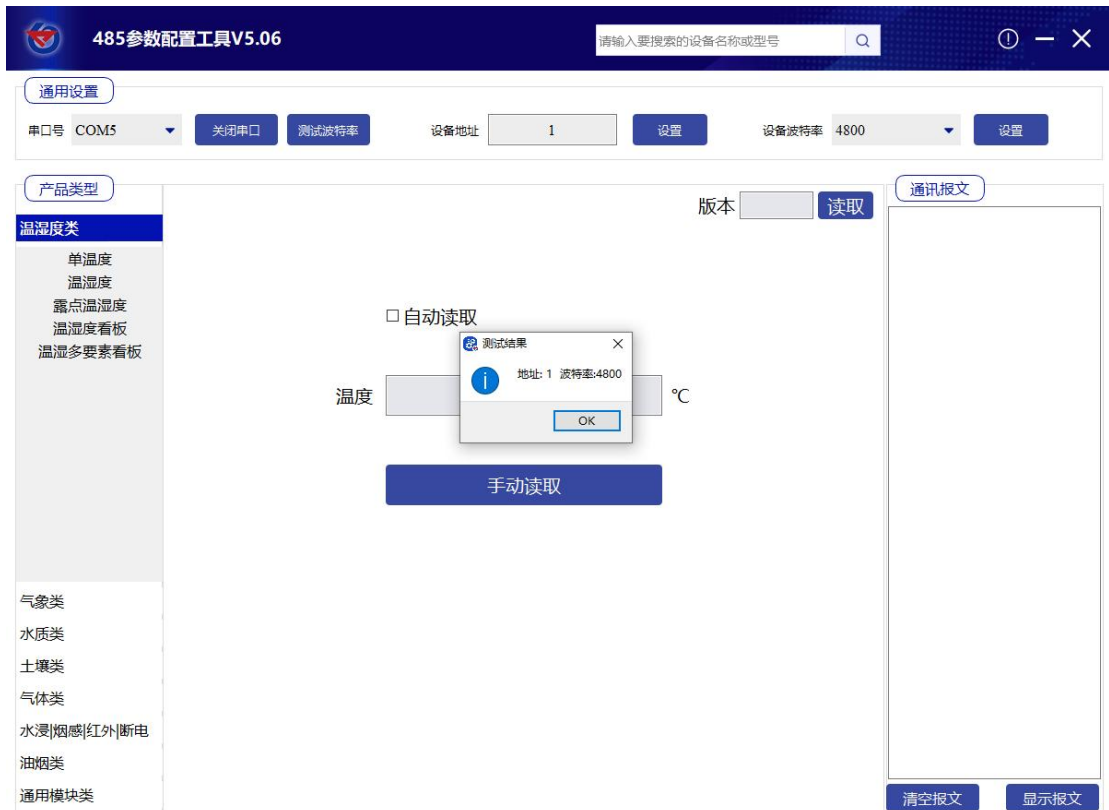 485参数配置工具V5.06
请输入要搜索的设备名称或型号
通用设置
串口号 COM5 关闭串口 测试波特率 设备地址 1 设置 设备波特率 4800 设置
产品类型
通讯报文
版本 读取
温湿度类
单温度
温湿度
露点温湿度
温湿度看板
温湿多要素看板
自动读取
测试结果
地址: 1 波特率:4800
OK
温度 ℃
手动读取
气象类
水质类
土壤类
气体类
水浸|烟感|红外|断电
油烟类
通用模块类
清空报文 显示报文